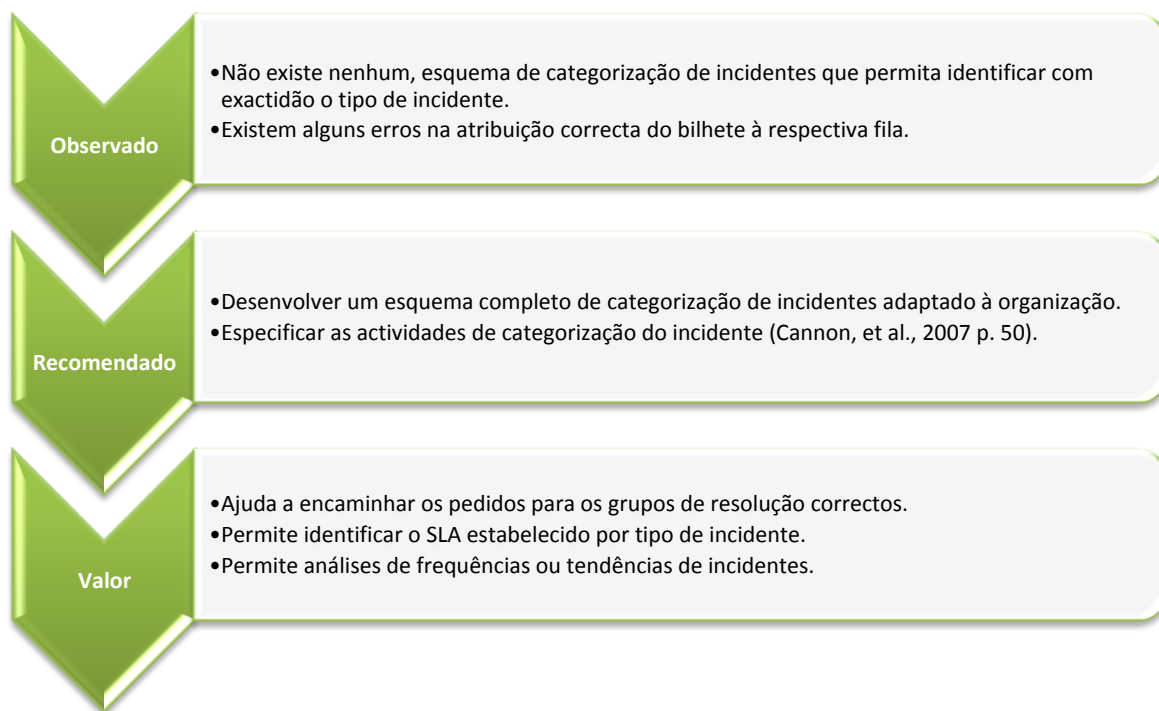 Observado
•Não existe nenhum, esquema de categorização de incidentes que permita identificar com
exactidão o tipo de incidente.
•Existem alguns erros na atribuição correcta do bilhete à respectiva fila.
Recomendado
•Desenvolver um esquema completo de categorização de incidentes adaptado à organização.
•Especificar as actividades de categorização do incidente (Cannon, et al., 2007 p. 50).
Valor
•Ajuda a encaminhar os pedidos para os grupos de resolução correctos.
•Permite identificar o SLA estabelecido por tipo de incidente.
•Permite análises de frequências ou tendências de incidentes.